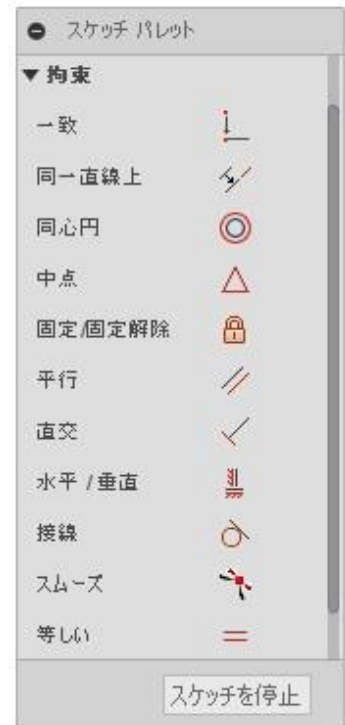 スケッチ パレット
▼拘束
一致
同一直線上
同心円
中点
固定/固定解除
平行
直交
水平 / 垂直
接線
スムーズ
等しい
スケッチを停止